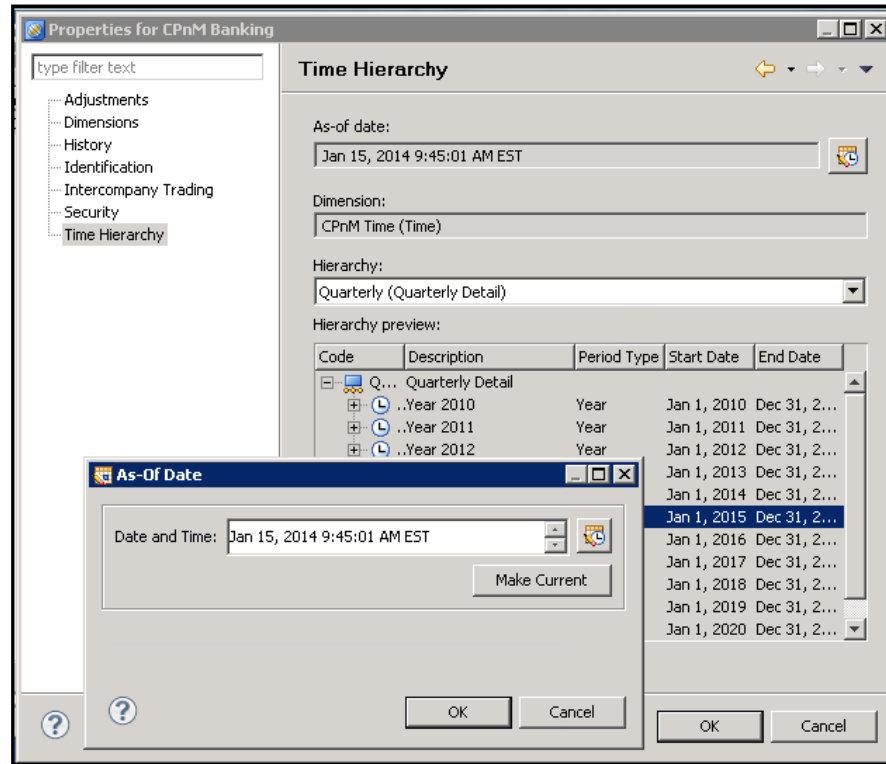 Properties for CPnM Banking
type filter text
Adjustments
Dimensions
History
Identification
Intercompany Trading
Security
Time Hierarchy
Time Hierarchy
As-of date:
Jan 15, 2014 9:45:01 AM EST
Dimension:
CPnM Time (Time)
Hierarchy:
Quarterly (Quarterly Detail)
Hierarchy preview:
Code Description Period Type Start Date End Date
Q... Quarterly Detail
..Year 2010 Year Jan 1, 2010 Dec 31, 2...
..Year 2011 Year Jan 1, 2011 Dec 31, 2...
..Year 2012 Year Jan 1, 2012 Dec 31, 2...
Jan 1, 2013 Dec 31, 2...
Jan 1, 2014 Dec 31, 2...
Jan 1, 2015 Dec 31, 2...
Jan 1, 2016 Dec 31, 2...
Jan 1, 2017 Dec 31, 2...
Jan 1, 2018 Dec 31, 2...
Jan 1, 2019 Dec 31, 2...
Jan 1, 2020 Dec 31, 2...
As-Of Date
Date and Time: Jan 15, 2014 9:45:01 AM EST
Make Current
OK Cancel
OK Cancel